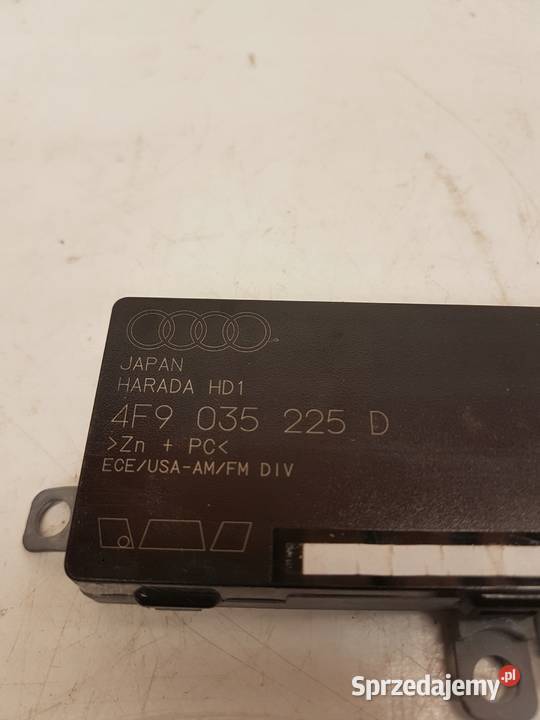 JAPAN
HARADA HD1
4F9 035 225 D
>Zn + PC<
ECE/USA-AM/FM DIV
Sprzedajemy.pl